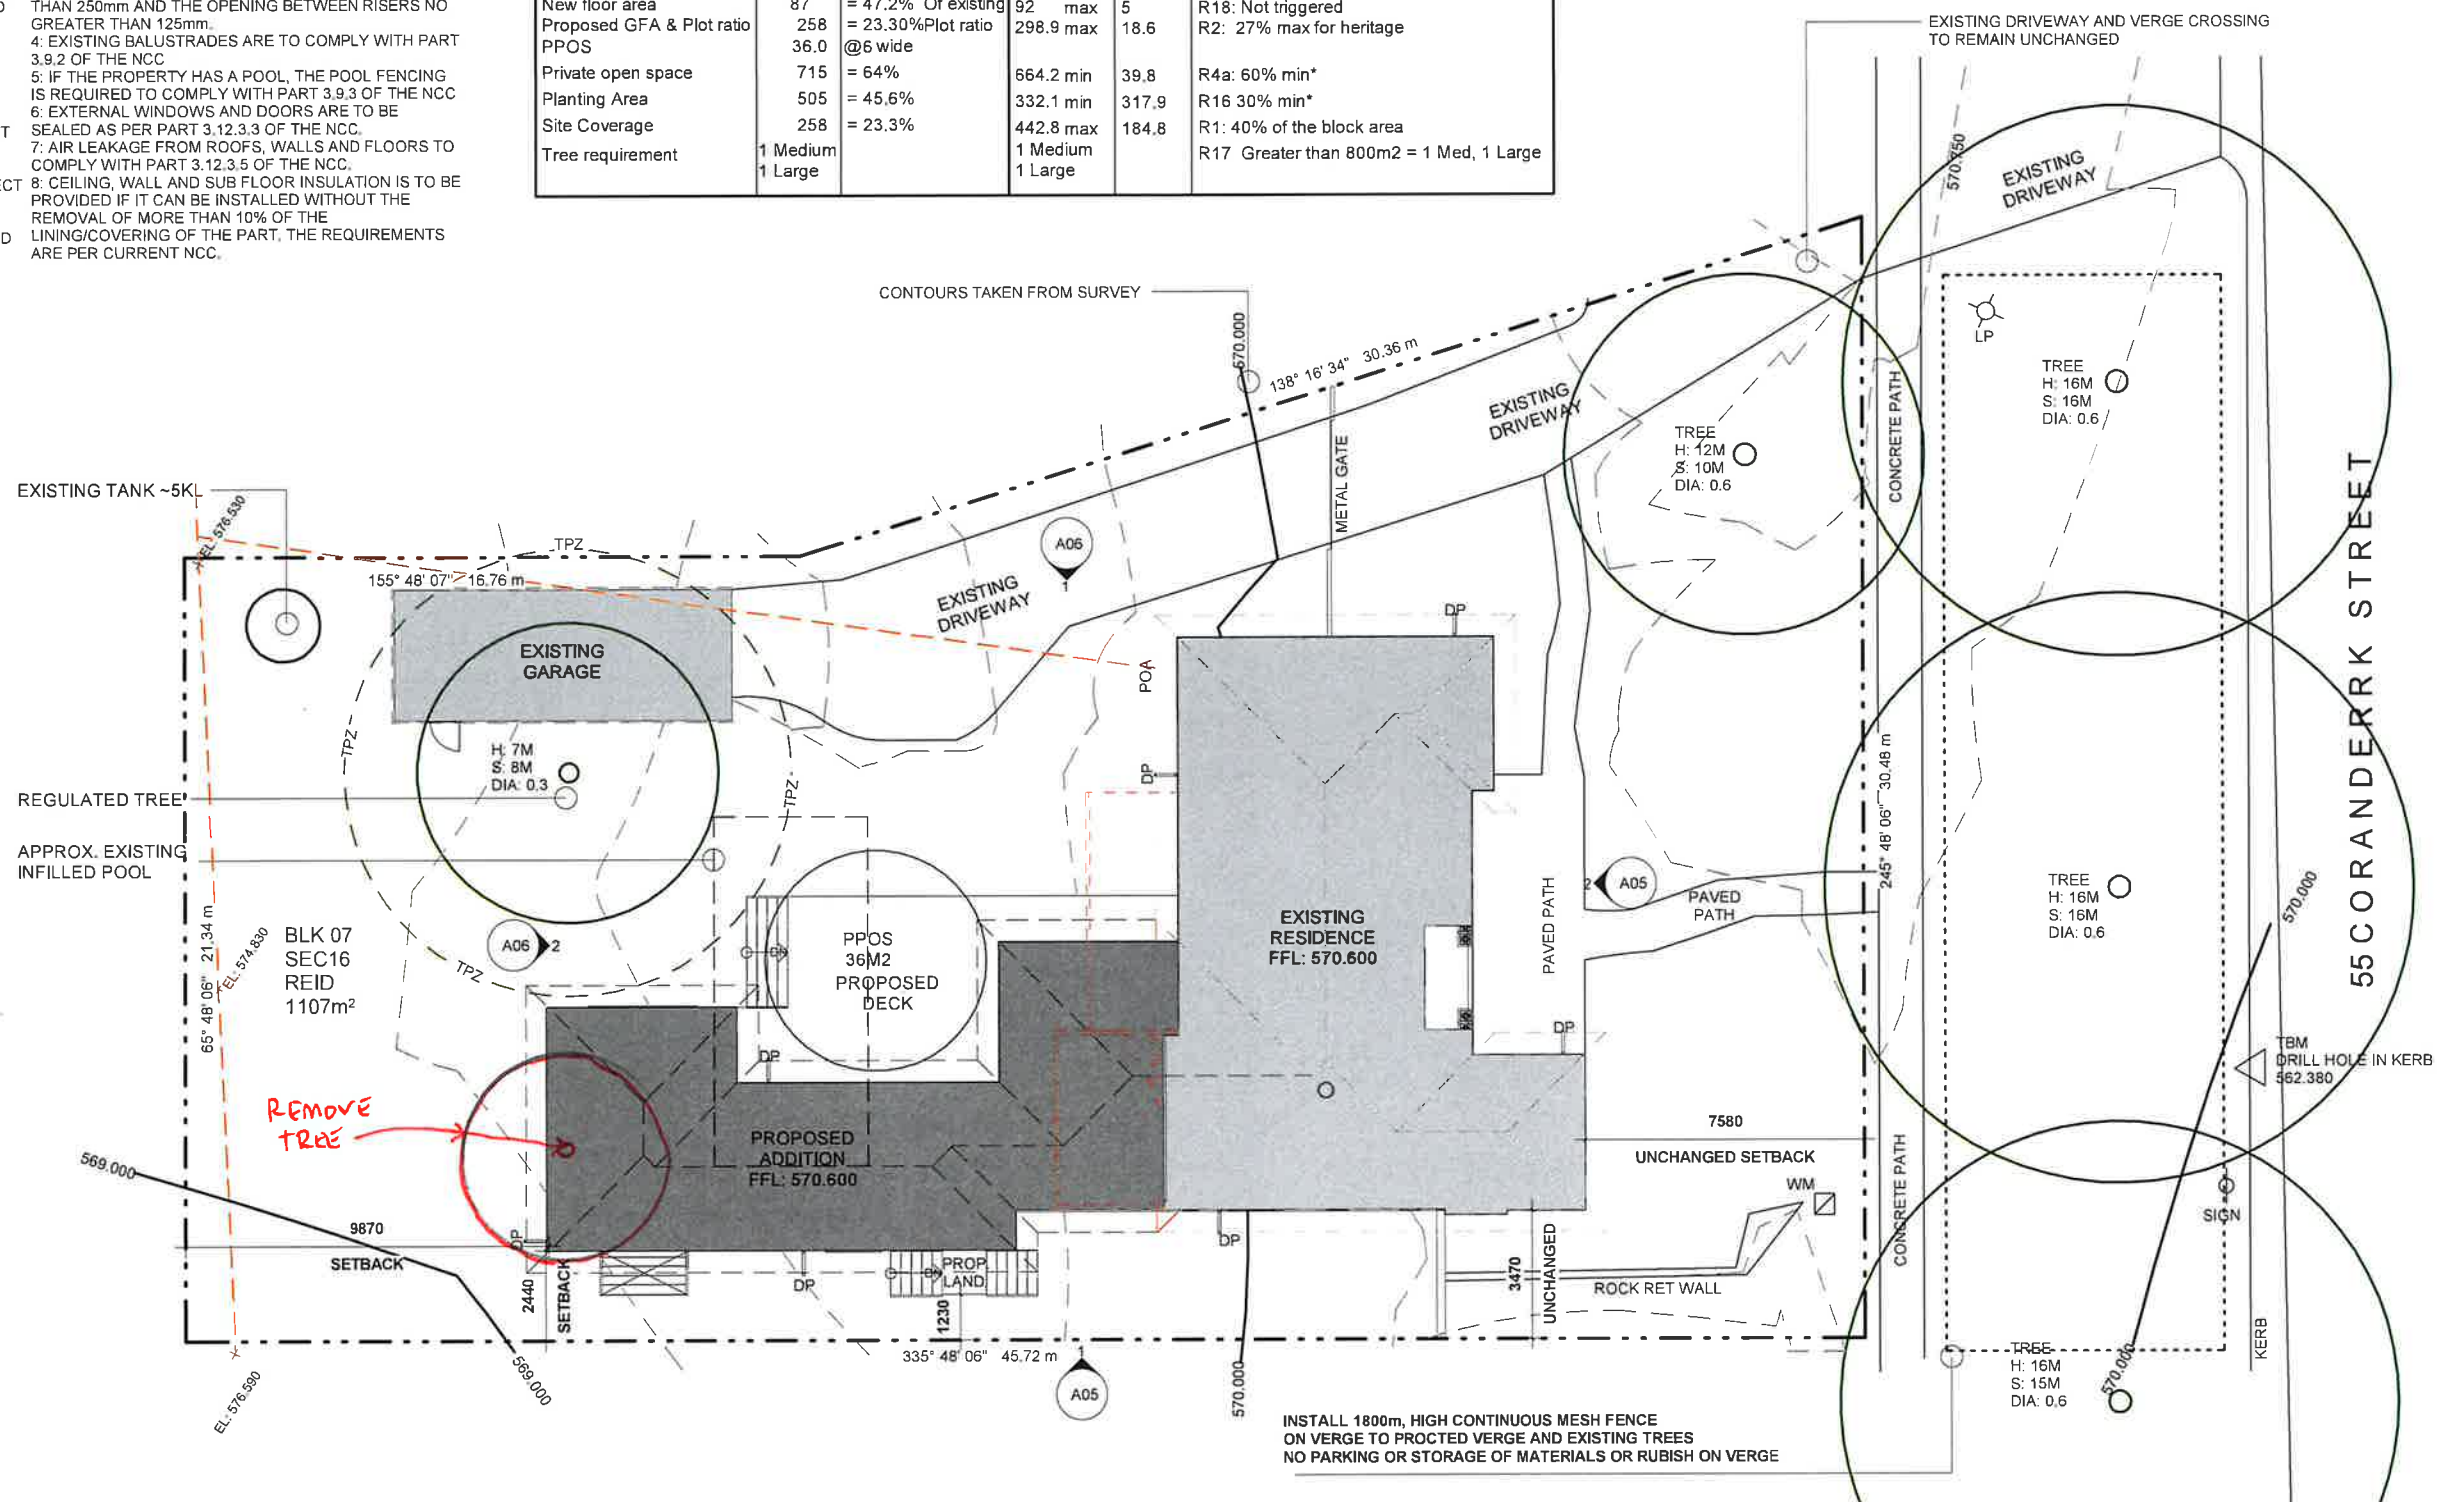 THAN 250mm AND THE OPENING BETWEEN RISERS NO
GREATER THAN 125mm.
4: EXISTING BALUSTRADES ARE TO COMPLY WITH PART
3.9.2 OF THE NCC
5: IF THE PROPERTY HAS A POOL, THE POOL FENCING
IS REQUIRED TO COMPLY WITH PART 3.9.3 OF THE NCC
6: EXTERNAL WINDOWS AND DOORS ARE TO BE
SEALED AS PER PART 3.12.3.3 OF THE NCC.
7: AIR LEAKAGE FROM ROOFS, WALLS AND FLOORS TO
COMPLY WITH PART 3.12.3.5 OF THE NCC.
8: CEILING, WALL AND SUB FLOOR INSULATION IS TO BE
PROVIDED IF IT CAN BE INSTALLED WITHOUT THE
REMOVAL OF MORE THAN 10% OF THE
LINING/COVERING OF THE PART. THE REQUIREMENTS
ARE PER CURRENT NCC.
T
ECT
D
New floor area 87 = 47.2% Of existing 92 max 5 R18: Not triggered
Proposed GFA & Plot ratio 258 = 23.30%Plot ratio 298.9 max 18.6 R2: 27% max for heritage
PPOS 36.0 @6 wide
Private open space 715 = 64% 664.2 min 39.8 R4a: 60% min*
Planting Area 505 = 45.6% 332.1 min 317.9 R16 30% min*
Site Coverage 258 = 23.3% 442.8 max 184.8 R1: 40% of the block area
Tree requirement 1 Medium 1 Medium R17 Greater than 800m2 = 1 Med, 1 Large
1 Large 1 Large
EXISTING DRIVEWAY AND VERGE CROSSING
TO REMAIN UNCHANGED
570.750
EXISTING
DRIVEWAY
CONTOURS TAKEN FROM SURVEY
570.000
138° 16' 34" 30.36 m
LP
TREE
H: 16M
S: 16M
DIA: 0.6
EXISTING
DRIVEWAY
CONCRETE PATH
TREE
H: 12M
S: 10M
DIA: 0.6
METAL GATE
EXISTING TANK ~5KL
EL: 576.530
TPZ
A06
1
155° 48' 07" 16.76 m
EXISTING
DRIVEWAY
DP
EXISTING
GARAGE
POA
TPZ
H: 7M
S: 8M
DIA: 0.3
TPZ
DP
REGULATED TREE
245° 48' 06" 30.48 m
55 CORANDERRK STREET
APPROX. EXISTING
INFILLED POOL
2
A05
PAVED
PATH
PAVED PATH
TREE
H: 16M
S: 16M
DIA: 0.6
570.000
65° 48' 06" 21.34 m
EL: 574.830
BLK 07
SEC16
REID
1107m²
A06
2
TPZ
DN
PPOS
36M2
PROPOSED
DECK
EXISTING
RESIDENCE
FFL: 570.600
DP
DP
TBM
DRILL HOLE IN KERB
562.380
REMOVE
TREE
PROPOSED
ADDITION
FFL: 570.600
7580
UNCHANGED SETBACK
569.000
WM
CONCRETE PATH
SIGN
9870
SETBACK
DP
DP
DN
PROP
LAND
DP
2440
SETBACK
1230
3470
UNCHANGED
ROCK RET WALL
KERB
335° 48' 06" 45.72 m
1
A05
570.000
569.000
EL: 576.590
TREE
H: 16M
S: 15M
DIA: 0.6
570.000
INSTALL 1800m, HIGH CONTINUOUS MESH FENCE
ON VERGE TO PROCTED VERGE AND EXISTING TREES
NO PARKING OR STORAGE OF MATERIALS OR RUBISH ON VERGE